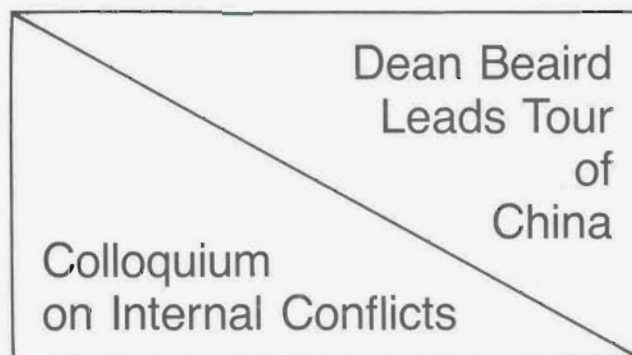 Dean Beaird
Leads Tour
of
China
Colloquium
on Internal Conflicts